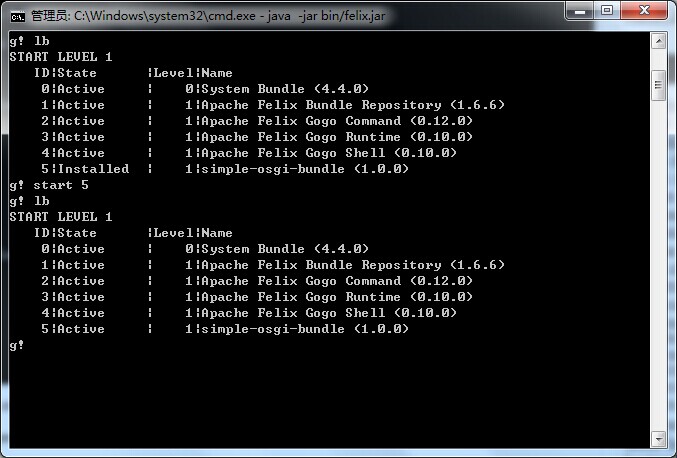 管理员: C:\Windows\system32\cmd.exe - java  -jar bin/felix.jar
g! lb
START LEVEL 1
   ID|State      |Level|Name
    0|Active     |    0|System Bundle (4.4.0)
    1|Active     |    1|Apache Felix Bundle Repository (1.6.6)
    2|Active     |    1|Apache Felix Gogo Command (0.12.0)
    3|Active     |    1|Apache Felix Gogo Runtime (0.10.0)
    4|Active     |    1|Apache Felix Gogo Shell (0.10.0)
    5|Installed  |    1|simple-osgi-bundle (1.0.0)
g! start 5
g! lb
START LEVEL 1
   ID|State      |Level|Name
    0|Active     |    0|System Bundle (4.4.0)
    1|Active     |    1|Apache Felix Bundle Repository (1.6.6)
    2|Active     |    1|Apache Felix Gogo Command (0.12.0)
    3|Active     |    1|Apache Felix Gogo Runtime (0.10.0)
    4|Active     |    1|Apache Felix Gogo Shell (0.10.0)
    5|Active     |    1|simple-osgi-bundle (1.0.0)
g!